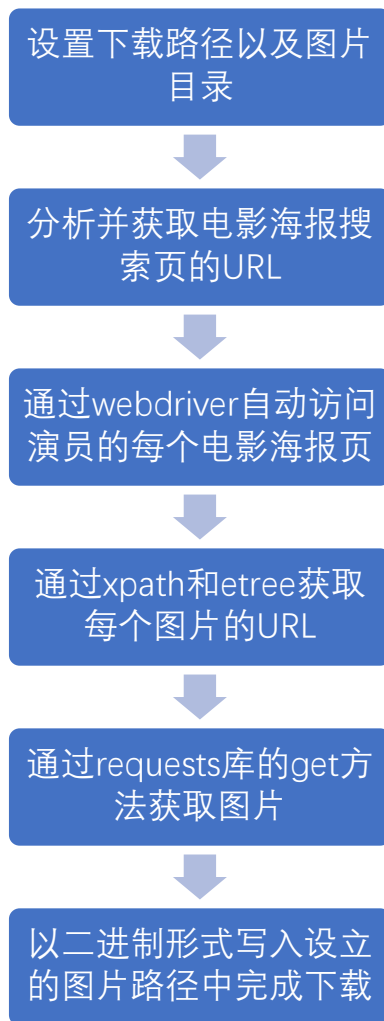 设置下载路径以及图片
目录
分析并获取电影海报搜
索页的URL
通过webdriver自动访问
演员的每个电影海报页
通过xpath和etree获取
每个图片的URL
通过requests库的get方
法获取图片
以二进制形式写入设立
的图片路径中完成下载